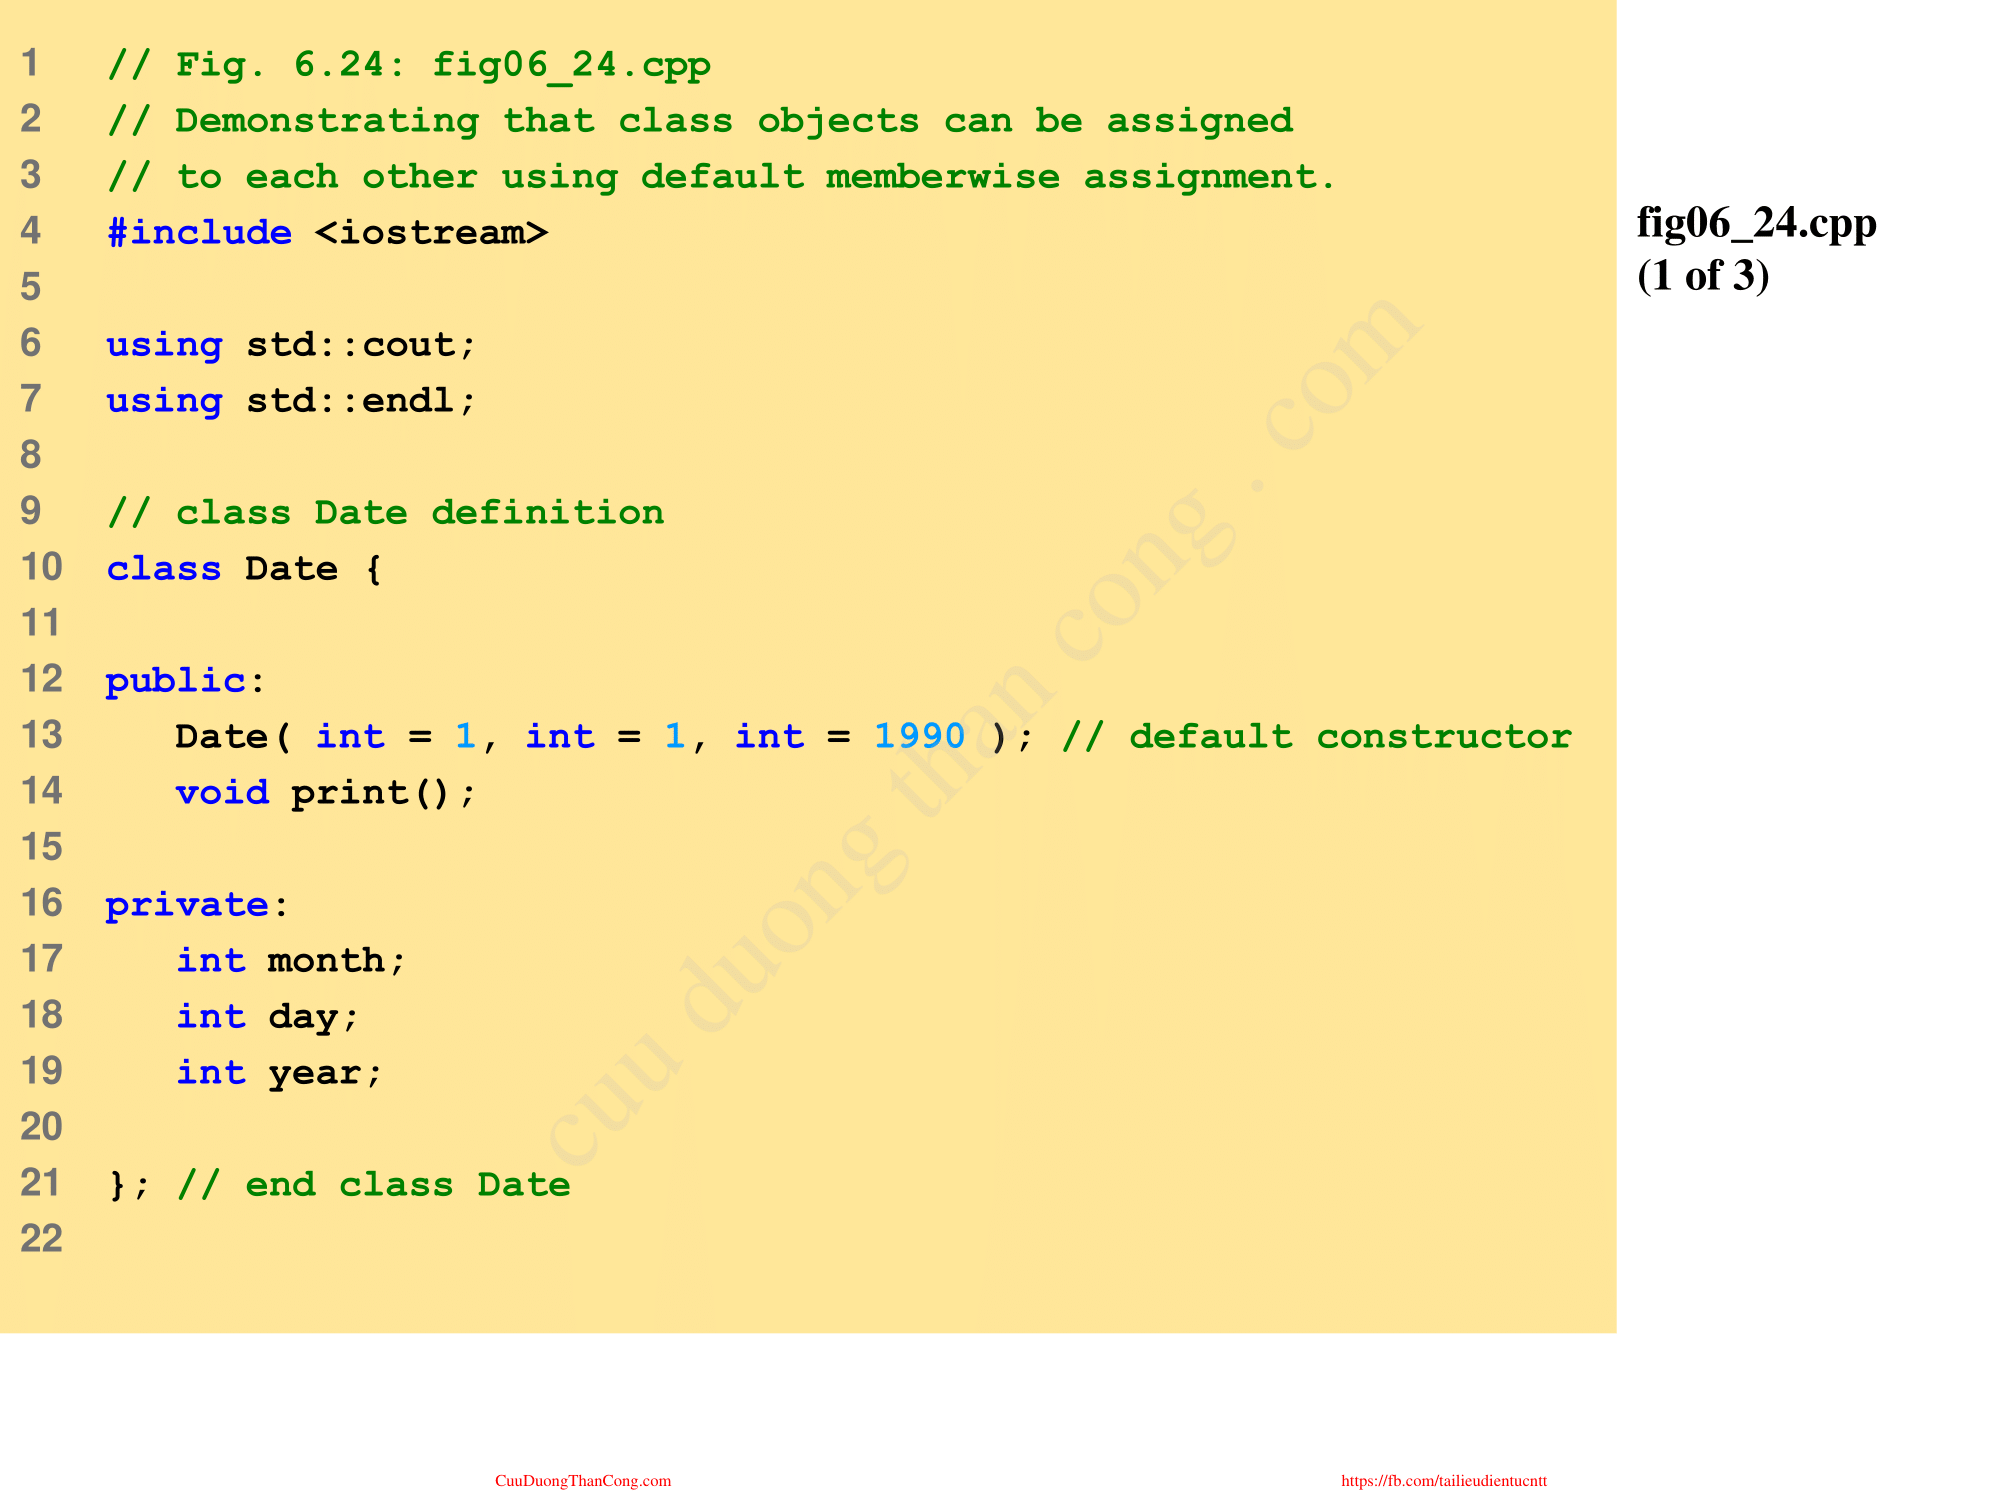 1 // Fig. 6.24: fig06_24.cpp
2 // Demonstrating that class objects can be assigned
3 // to each other using default memberwise assignment.
4 #include <iostream>
5
6 using std::cout;
7 using std::endl;
8
9 // class Date definition
10 class Date {
11
12 public:
13 Date( int = 1, int = 1, int = 1990 ); // default constructor
14 void print();
15
16 private:
17 int month;
18 int day;
19 int year;
20
21 }; // end class Date
22
fig06_24.cpp
(1 of 3)
cuu duong than cong . com
CuuDuongThanCong.com
https://fb.com/tailieudientucntt